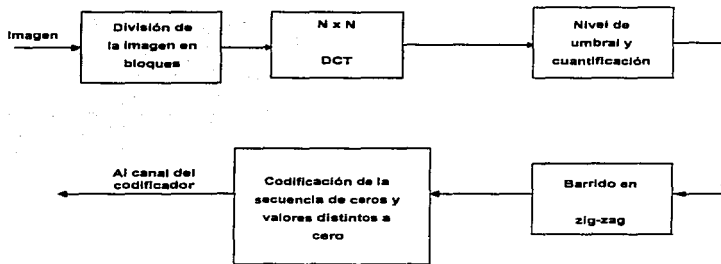 Imagen
División de
la Imagen en
bloques
N x N
DCT
Nivel de
umbral y
cuantificación
Al canal del
codificador
Codificación de la
secuencia de ceros y
valores distintos a
cero
Barrido en
zig-zag